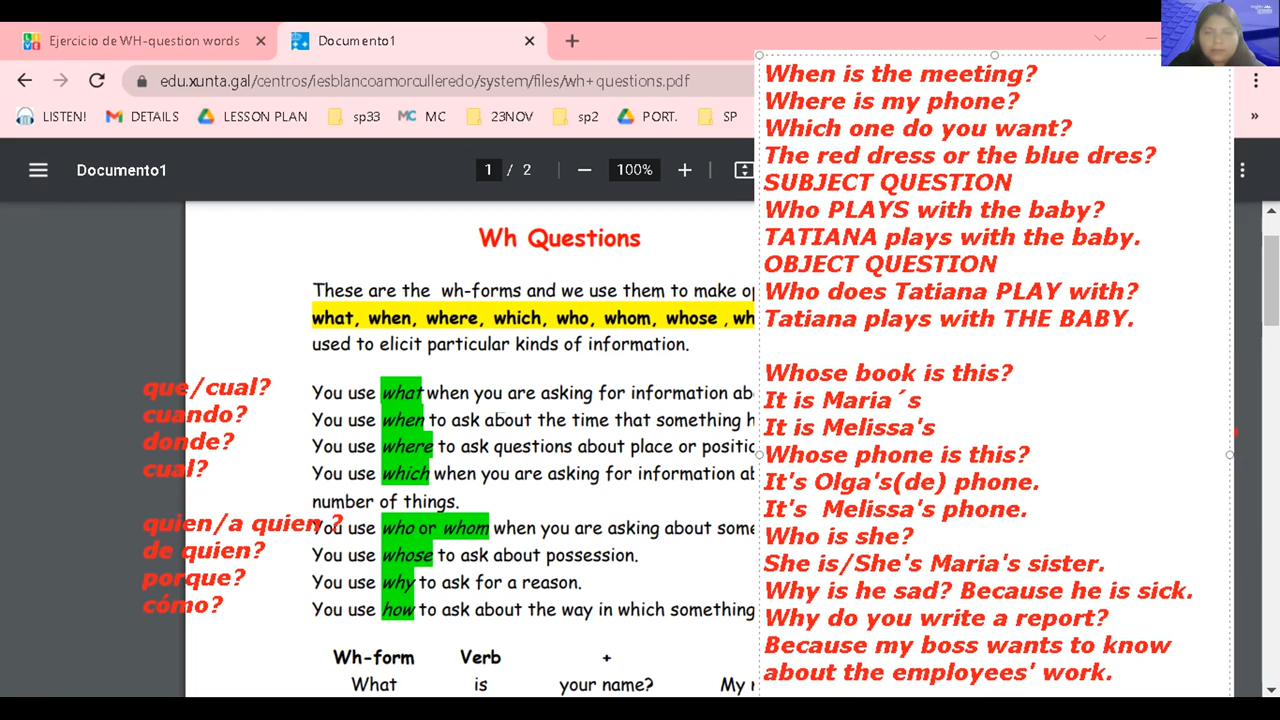 Ejercicio de WH-question words
Documento1
edu.xunta.gal/centros/iesblancoamorculleredo/system/files/wh+questions.pdf
LISTEN!
DETAILS
LESSON PLAN
sp33
MC
MC
23NOV
sp2
PORT.
SP
»
Documento1
1 / 2
100%
Wh Questions
These are the wh-forms and we use them to make op
what, when, where, which, who, whom, whose , wh
used to elicit particular kinds of information.
que/cual?
You use what when you are asking for information abo
cuando?
You use when to ask about the time that something h
donde?
You use where to ask questions about place or positio
cual?
You use which when you are asking for information ab
number of things.
quien/a quien ?
You use who or whom when you are asking about some
de quien?
You use whose to ask about possession.
porque?
You use why to ask for a reason.
cómo?
You use how to ask about the way in which something
Wh-form Verb +
What is your name? My n
When is the meeting?
Where is my phone?
Which one do you want?
The red dress or the blue dres?
SUBJECT QUESTION
Who PLAYS with the baby?
TATIANA plays with the baby.
OBJECT QUESTION
Who does Tatiana PLAY with?
Tatiana plays with THE BABY.
Whose book is this?
It is Maria´s
It is Melissa's
Whose phone is this?
It's Olga's(de) phone.
It's Melissa's phone.
Who is she?
She is/She's Maria's sister.
Why is he sad? Because he is sick.
Why do you write a report?
Because my boss wants to know
about the employees' work.